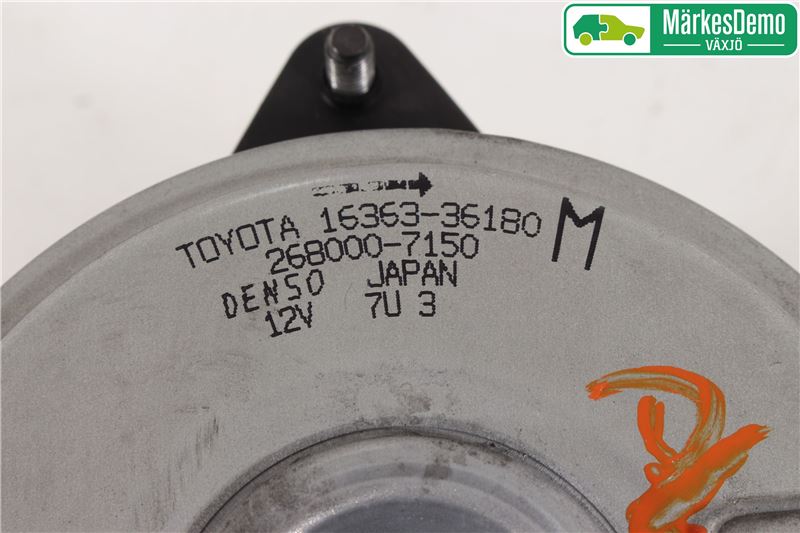 MärkesDemo
VÄXJÖ
TOYOTA 16363-36180 M
268000-7150
DENSO JAPAN
12V 7U 3